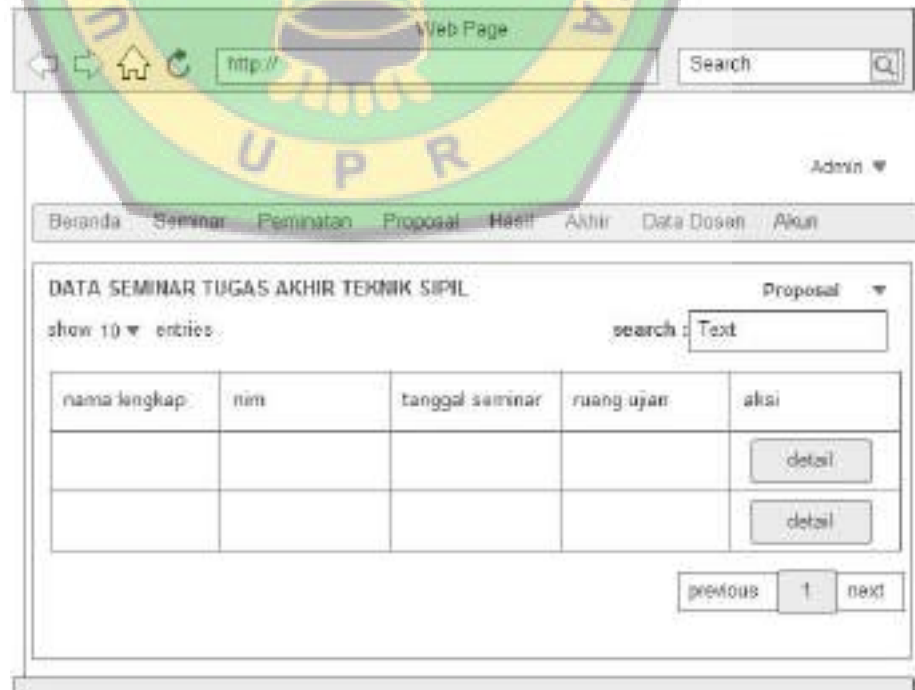 Web Page
http:// Search
U P R A
Admin
Beranda Seminar Peminatan Proposal Hasil Akhir Data Dosen Akun
DATA SEMINAR TUGAS AKHIR TEKNIK SIPIL Proposal
show 10 entries search : Text
nama lengkap nim tanggal seminar ruang ujian aksi
detail
detail
previous 1 next